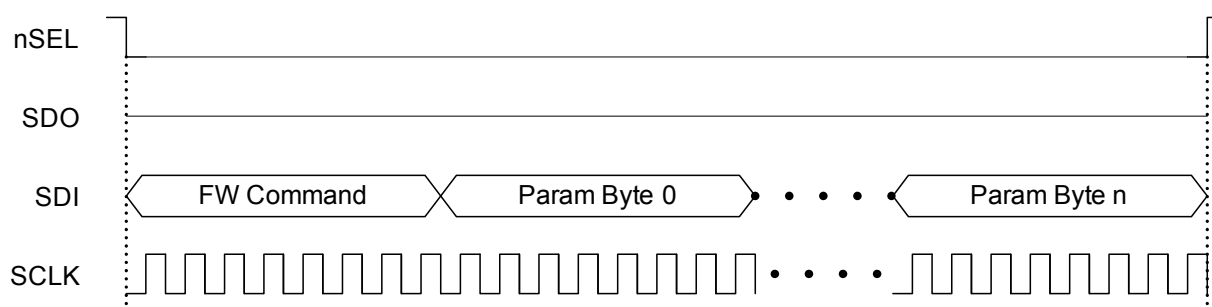 nSEL
SDO
SDI FW Command Param Byte 0 Param Byte n
SCLK